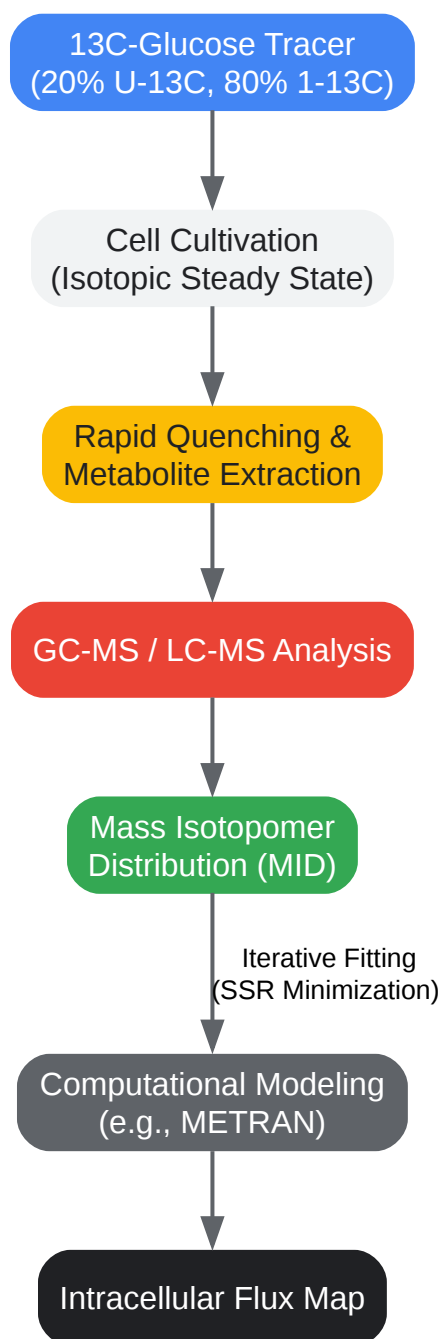 13C-Glucose Tracer
(20% U-13C, 80% 1-13C)
Cell Cultivation
(Isotopic Steady State)
Rapid Quenching &
Metabolite Extraction
GC-MS / LC-MS Analysis
Mass Isotopomer
Distribution (MID)
Iterative Fitting
(SSR Minimization)
Computational Modeling
(e.g., METRAN)
Intracellular Flux Map